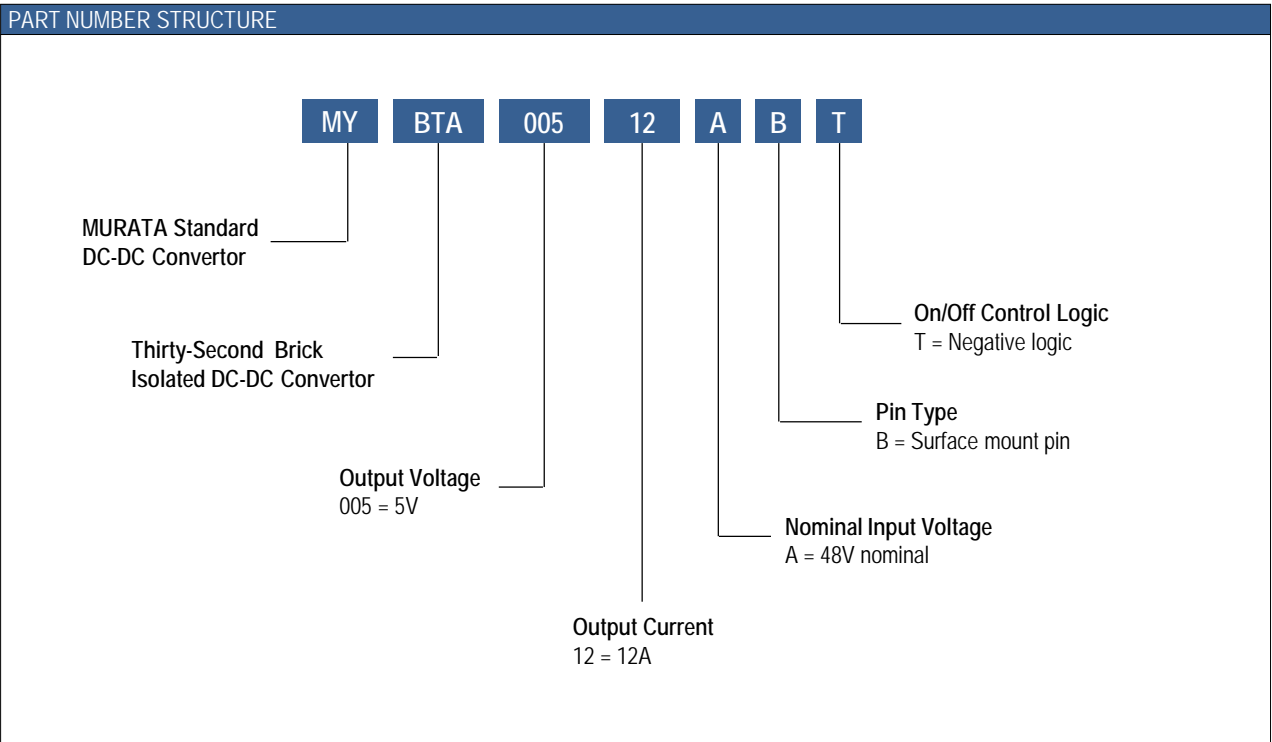 PART NUMBER STRUCTURE
MY BTA 005 12 A B T
MURATA Standard
DC-DC Convertor
On/Off Control Logic
T = Negative logic
Thirty-Second Brick
Isolated DC-DC Convertor
Pin Type
B = Surface mount pin
Output Voltage
005 = 5V
Nominal Input Voltage
A = 48V nominal
Output Current
12 = 12A